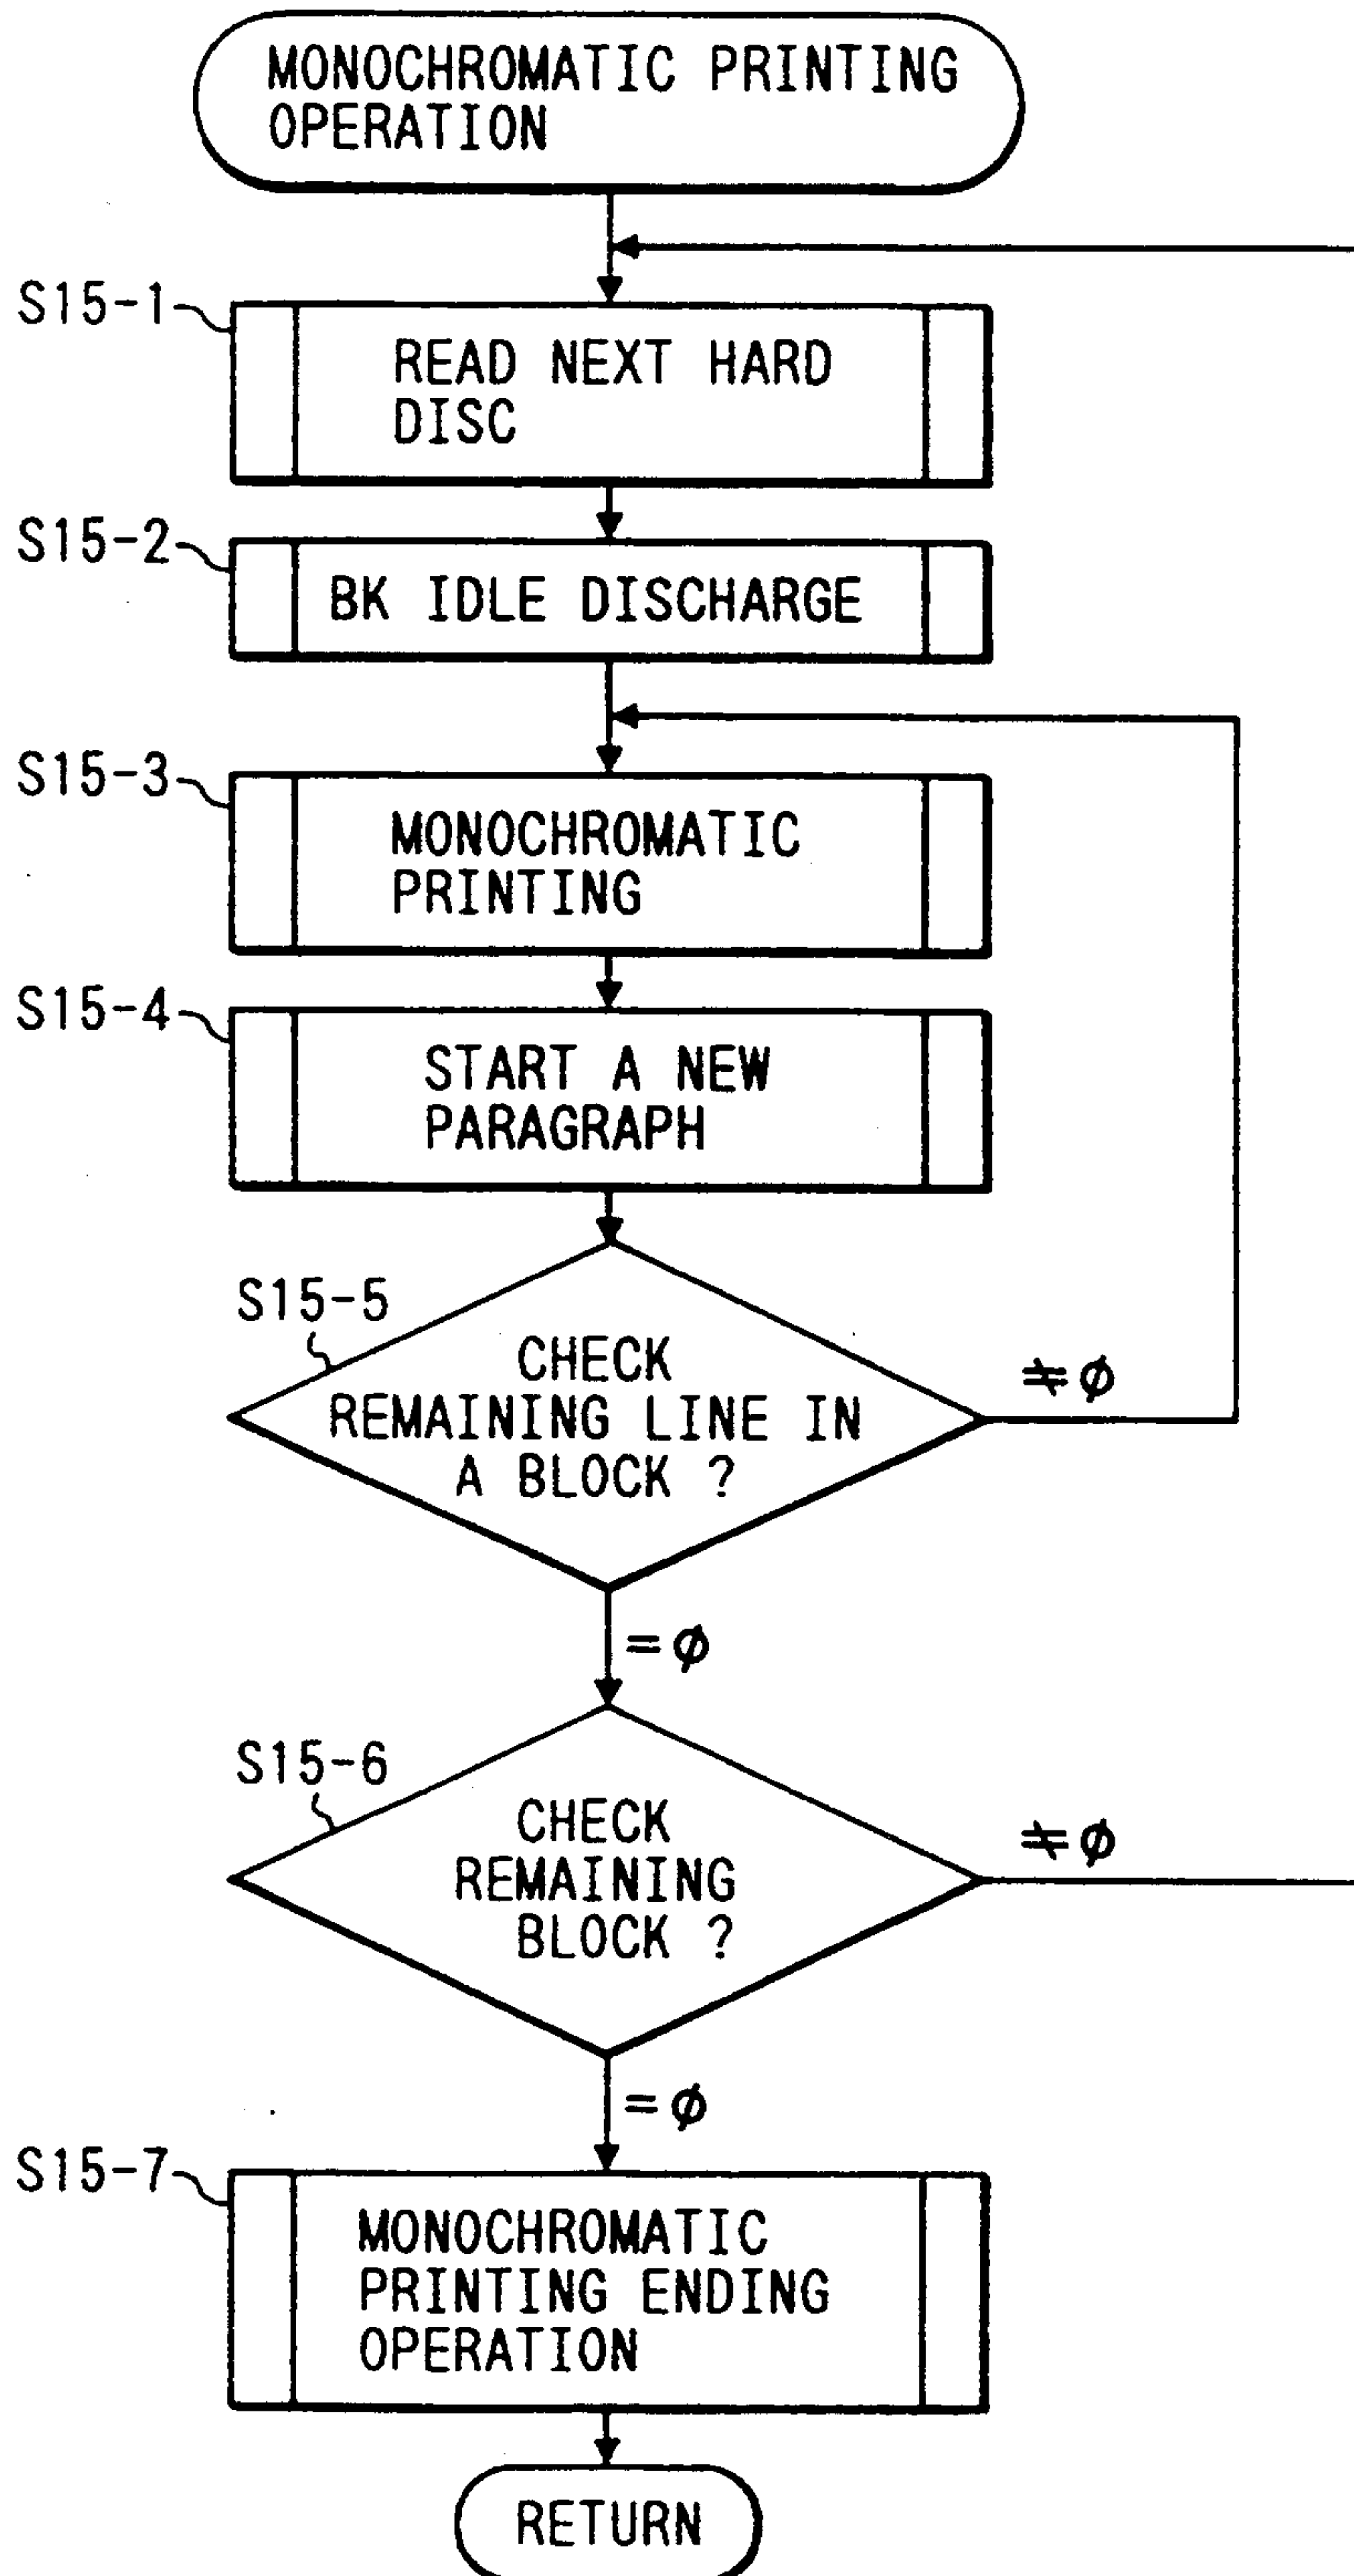 MONOCHROMATIC PRINTING
OPERATION
S15-1
READ NEXT HARD
DISC
S15-2
BK IDLE DISCHARGE
S15-3
MONOCHROMATIC
PRINTING
S15-4
START A NEW
PARAGRAPH
S15-5
CHECK
REMAINING LINE IN
A BLOCK ?
≠ ø
= ø
S15-6
CHECK
REMAINING
BLOCK ?
≠ ø
= ø
S15-7
MONOCHROMATIC
PRINTING ENDING
OPERATION
RETURN